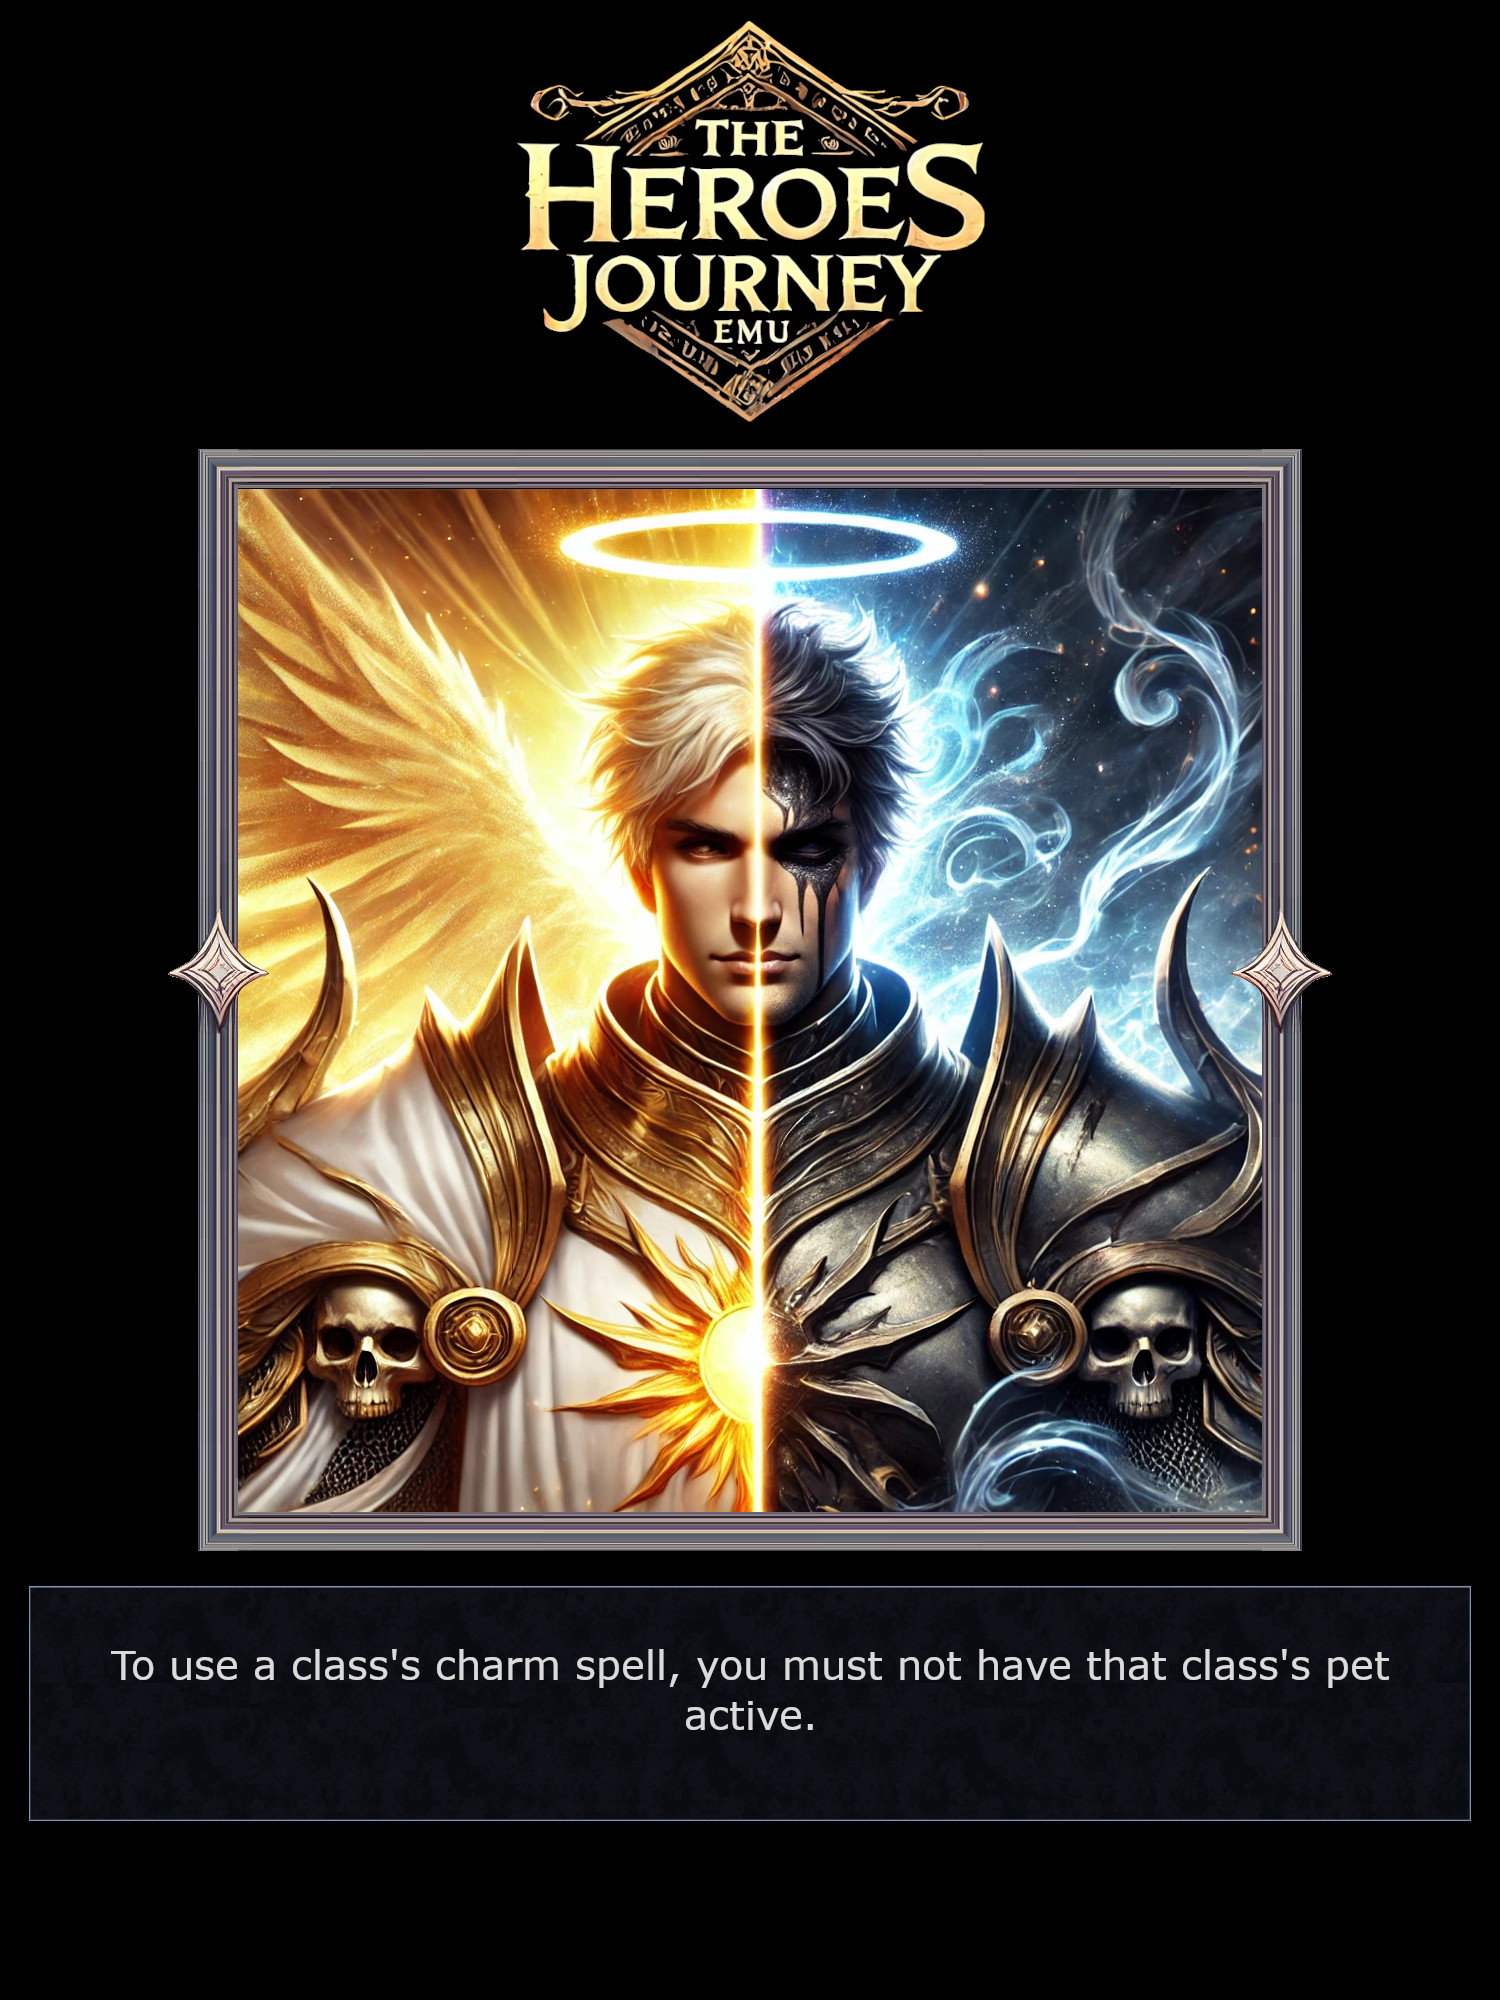 THE
HEROES
JOURNEY
EMU
To use a class's charm spell, you must not have that class's pet
active.